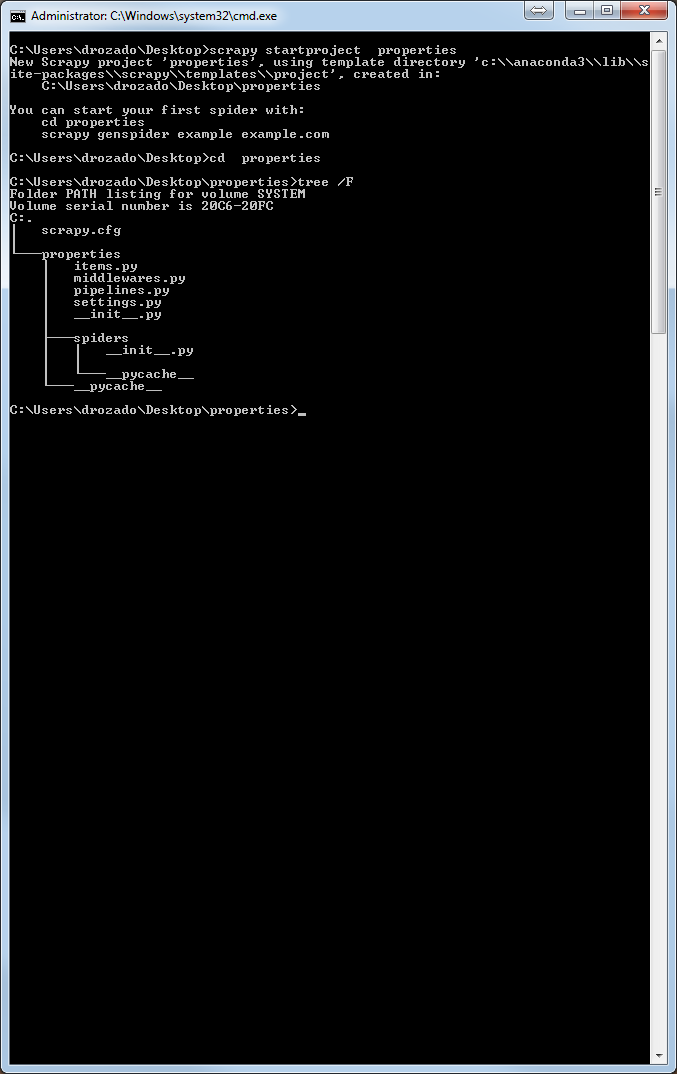 Administrator: C:\Windows\system32\cmd.exe
C:\Users\drozado\Desktop>scrapy startproject  properties
New Scrapy project 'properties', using template directory 'c:\\anaconda3\\lib\\s
ite-packages\\scrapy\\templates\\project', created in:
    C:\Users\drozado\Desktop\properties

You can start your first spider with:
    cd properties
    scrapy genspider example example.com

C:\Users\drozado\Desktop>cd  properties

C:\Users\drozado\Desktop\properties>tree /F
Folder PATH listing for volume SYSTEM
Volume serial number is 20C6-20FC
C:.
│   scrapy.cfg
│
└───properties
    │   items.py
    │   middlewares.py
    │   pipelines.py
    │   settings.py
    │   __init__.py
    │
    ├───spiders
    │   │   __init__.py
    │   │
    │   └───__pycache__
    └───__pycache__

C:\Users\drozado\Desktop\properties>_